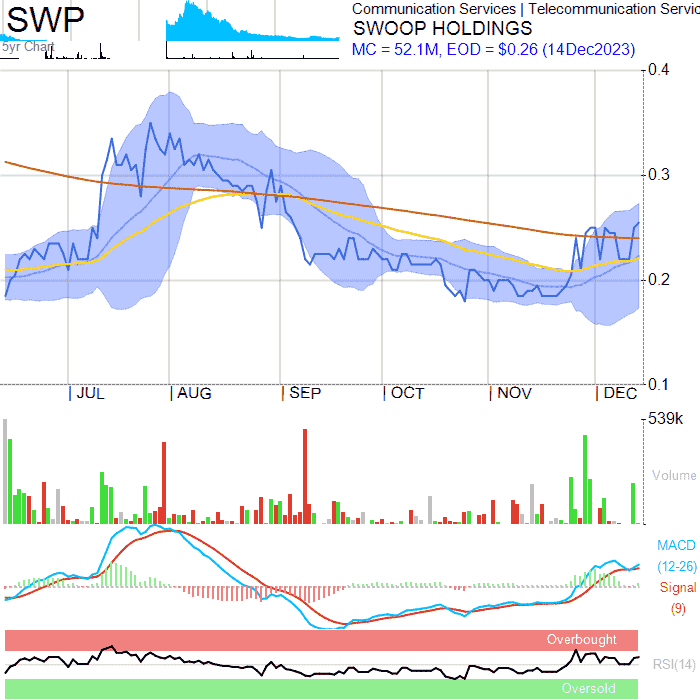 SWP
Communication Services | Telecommunication Servic
SWOOP HOLDINGS
5yr Chart
MC = 52.1M, EOD = $0.26 (14Dec2023)
0.4
0.3
0.2
0.1
| JUL | AUG | SEP | OCT | NOV | DEC
539k
Volume
MACD
(12-26)
Signal
(9)
Overbought
RSI(14)
Oversold